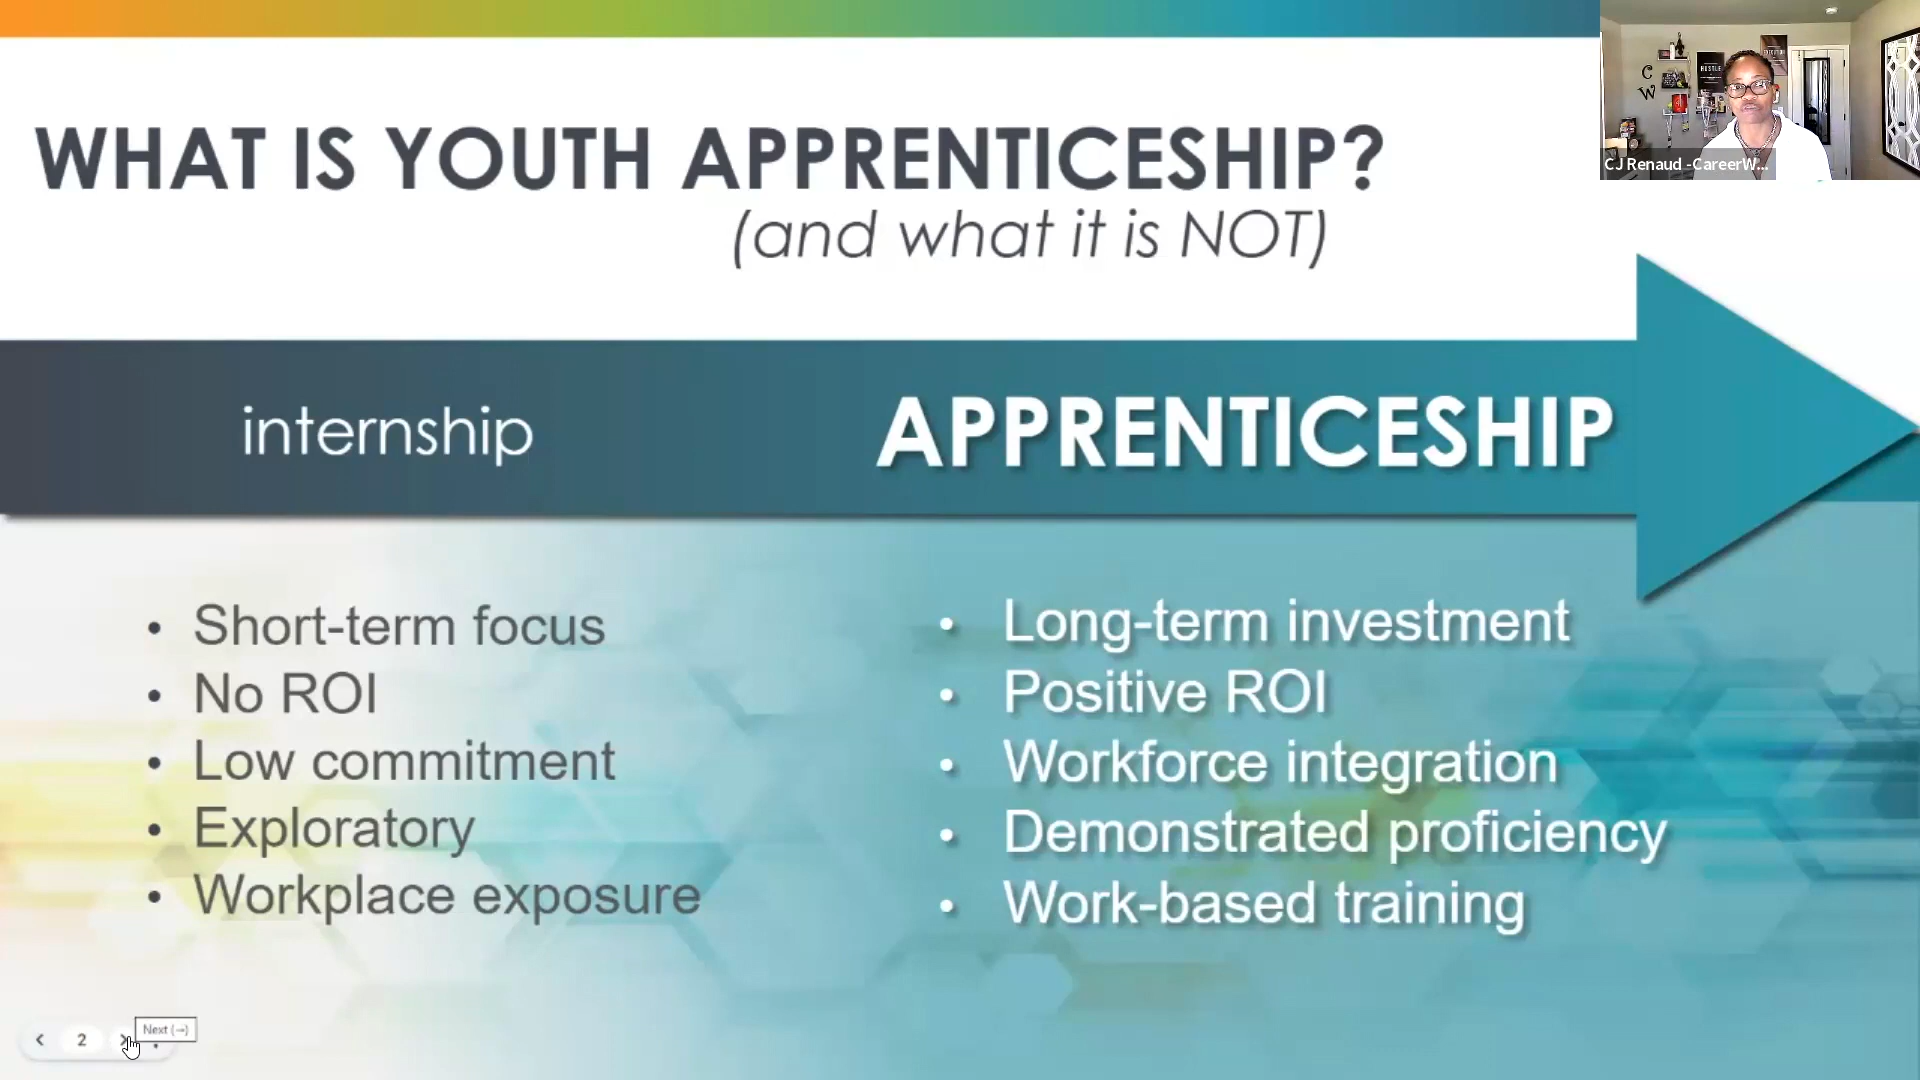 WHAT IS YOUTH APPRENTICESHIP?
(and what it is NOT)
C
W
HUSTLE
EXECUTION
CJ Renaud -CareerW...
internship
APPRENTICESHIP
• Short-term focus
• No ROI
• Low commitment
• Exploratory
• Workplace exposure
• Long-term investment
• Positive ROI
• Workforce integration
• Demonstrated proficiency
• Work-based training
2
Next (→)